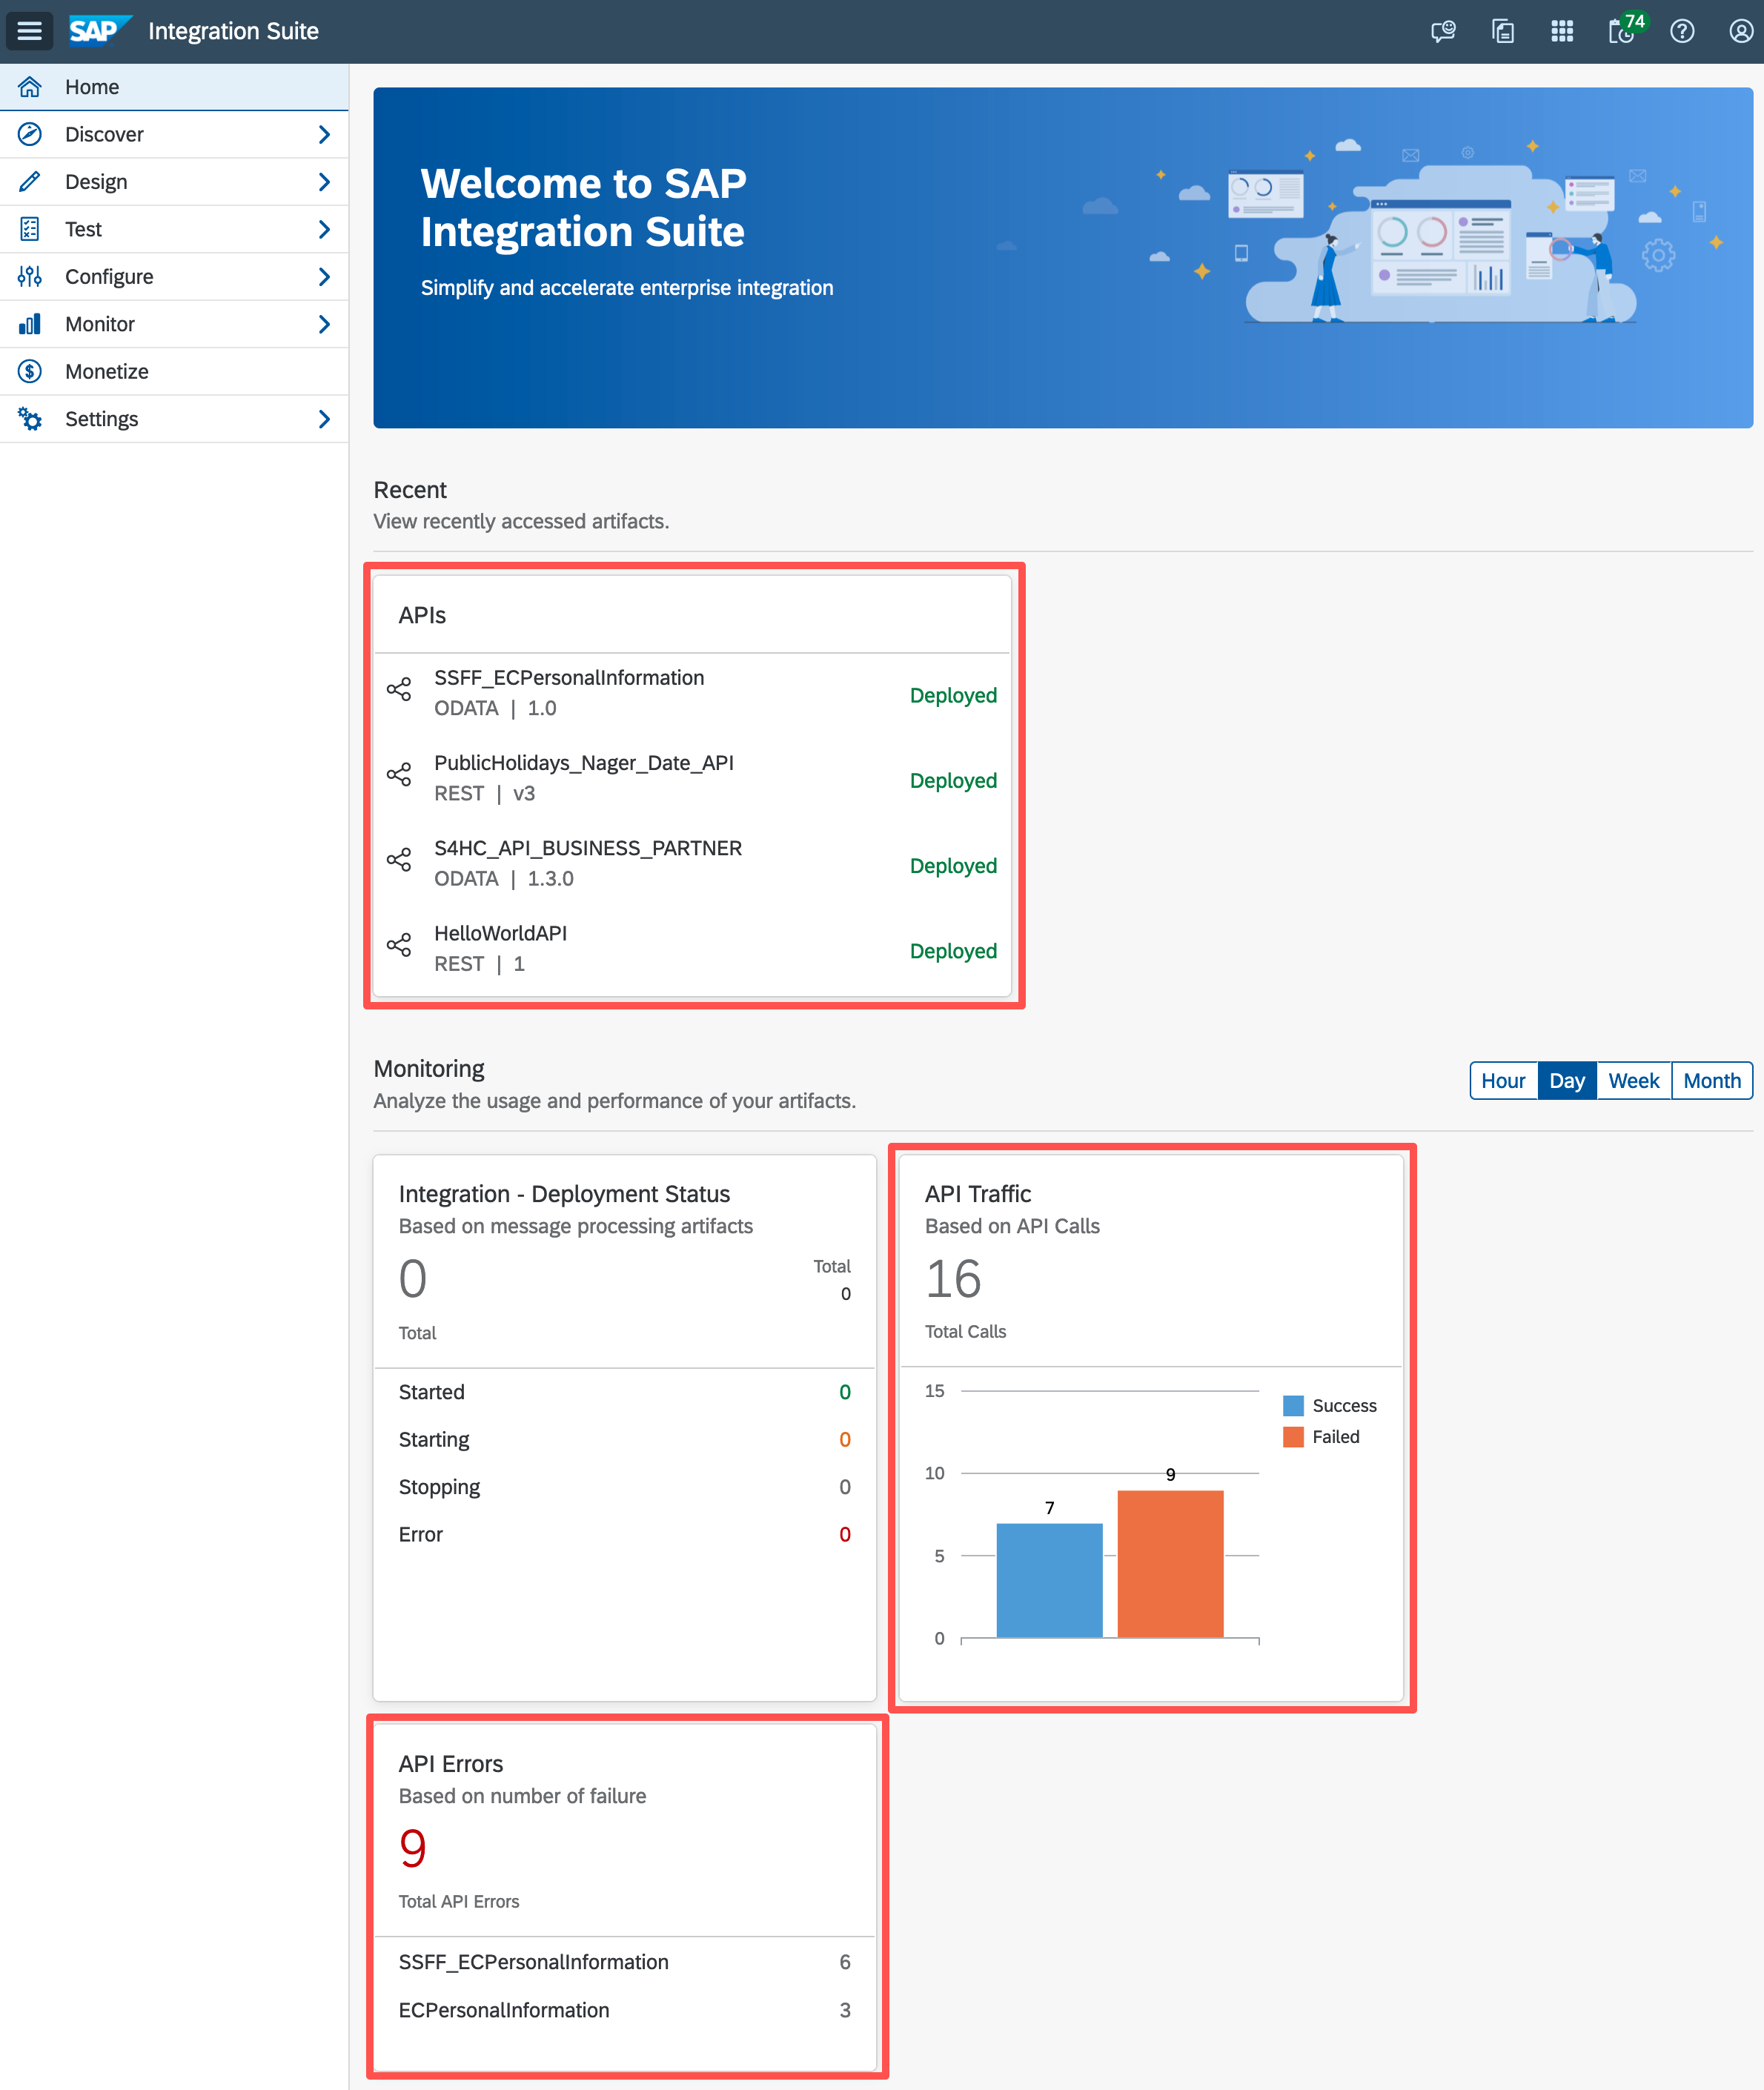 SAP Integration Suite
74
Home
Discover
Design
Test
Configure
Monitor
Monetize
Settings
Welcome to SAP
Integration Suite
Simplify and accelerate enterprise integration
Recent
View recently accessed artifacts.
APIs
SSFF_ECPersonalInformation
ODATA | 1.0
Deployed
PublicHolidays_Nager_Date_API
REST | v3
Deployed
S4HC_API_BUSINESS_PARTNER
ODATA | 1.3.0
Deployed
HelloWorldAPI
REST | 1
Deployed
Monitoring
Analyze the usage and performance of your artifacts.
Hour Day Week Month
Integration - Deployment Status
Based on message processing artifacts
0
Total
Total
0
Started 0
Starting 0
Stopping 0
Error 0
API Traffic
Based on API Calls
16
Total Calls
15
10
5
0
7
9
Success
Failed
API Errors
Based on number of failure
9
Total API Errors
SSFF_ECPersonalInformation 6
ECPersonalInformation 3